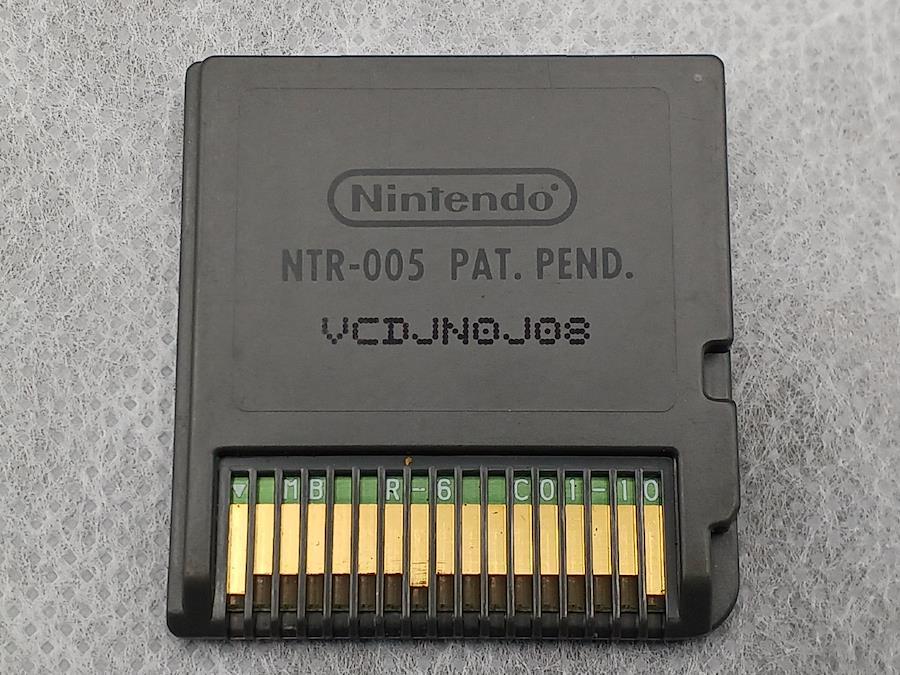 Nintendo®
NTR-005 PAT. PEND.
VCDJN0J08
▼ MB R-6 C01-10